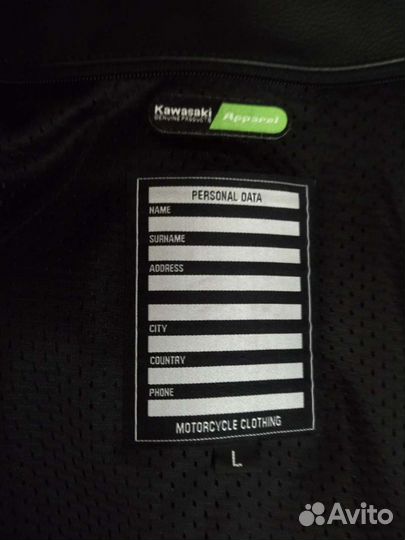 Kawasaki Apparel
GENUINE PRODUCTS
PERSONAL DATA
NAME
SURNAME
ADDRESS
CITY
COUNTRY
PHONE
MOTORCYCLE CLOTHING
L
Avito